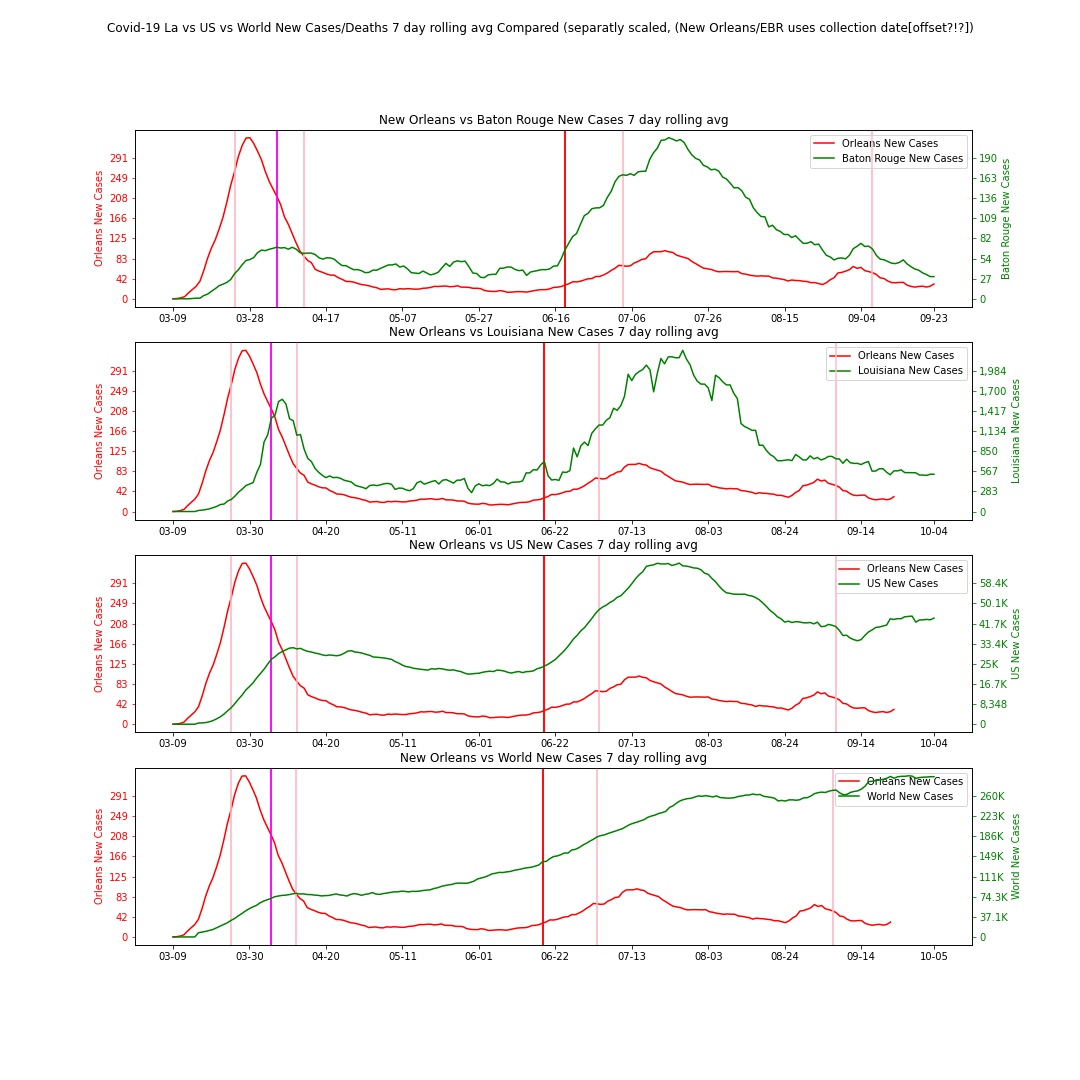 Covid-19 La vs US vs World New Cases/Deaths 7 day rolling avg Compared (separatly scaled, (New Orleans/EBR uses collection date[offset?!?])
New Orleans vs Baton Rouge New Cases 7 day rolling avg
Orleans New Cases
Baton Rouge New Cases
291
249
208
166
125
83
42
0
Orleans New Cases
190
163
136
109
82
54
27
0
Baton Rouge New Cases
03-09 03-28 04-17 05-07 05-27 06-16 07-06 07-26 08-15 09-04 09-23
New Orleans vs Louisiana New Cases 7 day rolling avg
Orleans New Cases
Louisiana New Cases
291
249
208
166
125
83
42
0
Orleans New Cases
1,984
1,700
1,417
1,134
850
567
283
0
Louisiana New Cases
03-09 03-30 04-20 05-11 06-01 06-22 07-13 08-03 08-24 09-14 10-04
New Orleans vs US New Cases 7 day rolling avg
Orleans New Cases
US New Cases
291
249
208
166
125
83
42
0
Orleans New Cases
58.4K
50.1K
41.7K
33.4K
25K
16.7K
8,348
0
US New Cases
03-09 03-30 04-20 05-11 06-01 06-22 07-13 08-03 08-24 09-14 10-04
New Orleans vs World New Cases 7 day rolling avg
Orleans New Cases
World New Cases
291
249
208
166
125
83
42
0
Orleans New Cases
260K
223K
186K
149K
111K
74.3K
37.1K
0
World New Cases
03-09 03-30 04-20 05-11 06-01 06-22 07-13 08-03 08-24 09-14 10-05